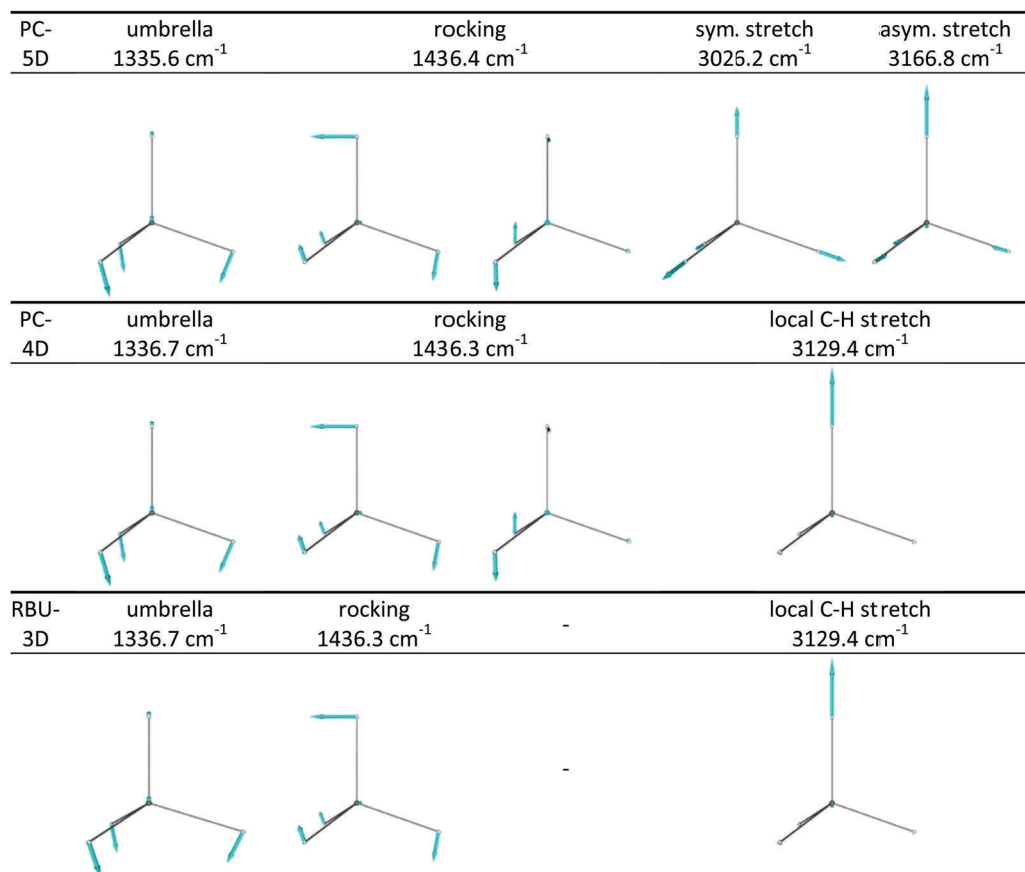 PC- umbrella rocking sym. stretch asym. stretch
5D 1335.6 cm⁻¹ 1436.4 cm⁻¹ 3026.2 cm⁻¹ 3166.8 cm⁻¹
PC- umbrella rocking local C-H stretch
4D 1336.7 cm⁻¹ 1436.3 cm⁻¹ 3129.4 cm⁻¹
RBU- umbrella rocking - local C-H stretch
3D 1336.7 cm⁻¹ 1436.3 cm⁻¹ 3129.4 cm⁻¹
-